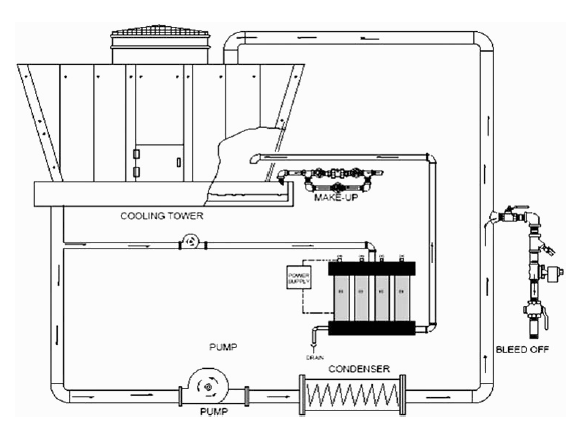 MAKE-UP
COOLING TOWER
POWER
SUPPLY
PUMP
DRAIN
BLEED OFF
CONDENSER
PUMP